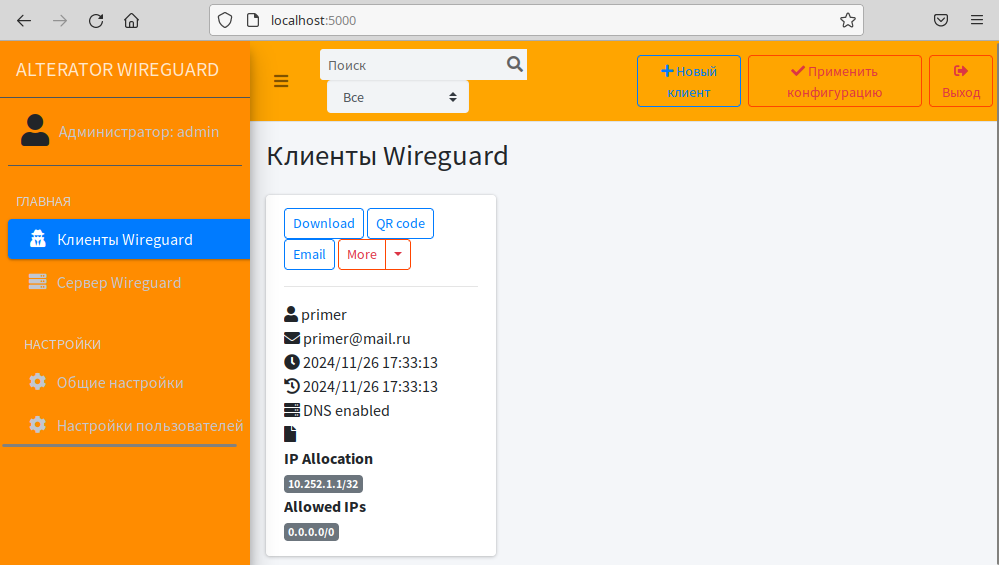 localhost:5000
ALTERATOR WIREGUARD
Администратор: admin
ГЛАВНАЯ
Клиенты Wireguard
Сервер Wireguard
НАСТРОЙКИ
Общие настройки
Настройки пользователей
Поиск
Все
Новый
клиент
Применить
конфигурацию
Выход
Клиенты Wireguard
Download QR code
Email More
primer
primer@mail.ru
2024/11/26 17:33:13
2024/11/26 17:33:13
DNS enabled
IP Allocation
10.252.1.1/32
Allowed IPs
0.0.0.0/0